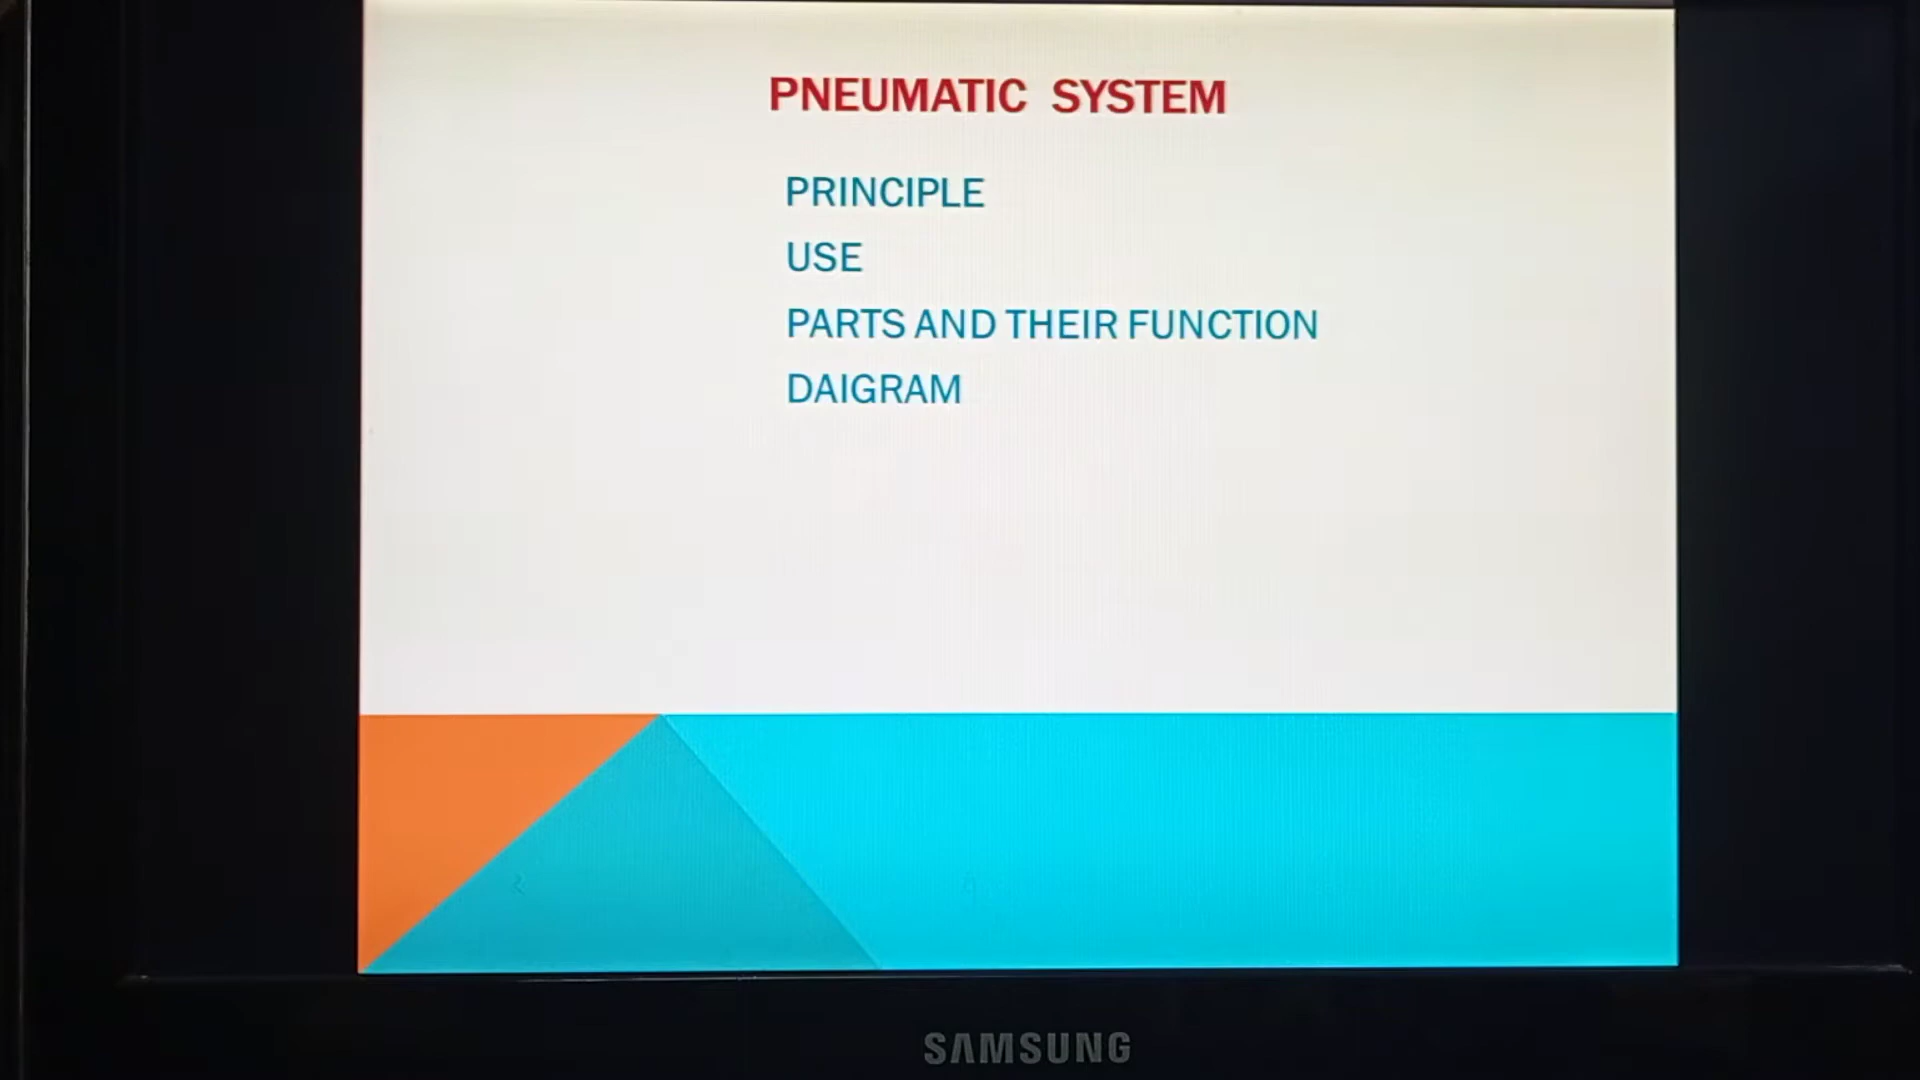 PNEUMATIC SYSTEM
PRINCIPLE
USE
PARTS AND THEIR FUNCTION
DAIGRAM
SAMSUNG